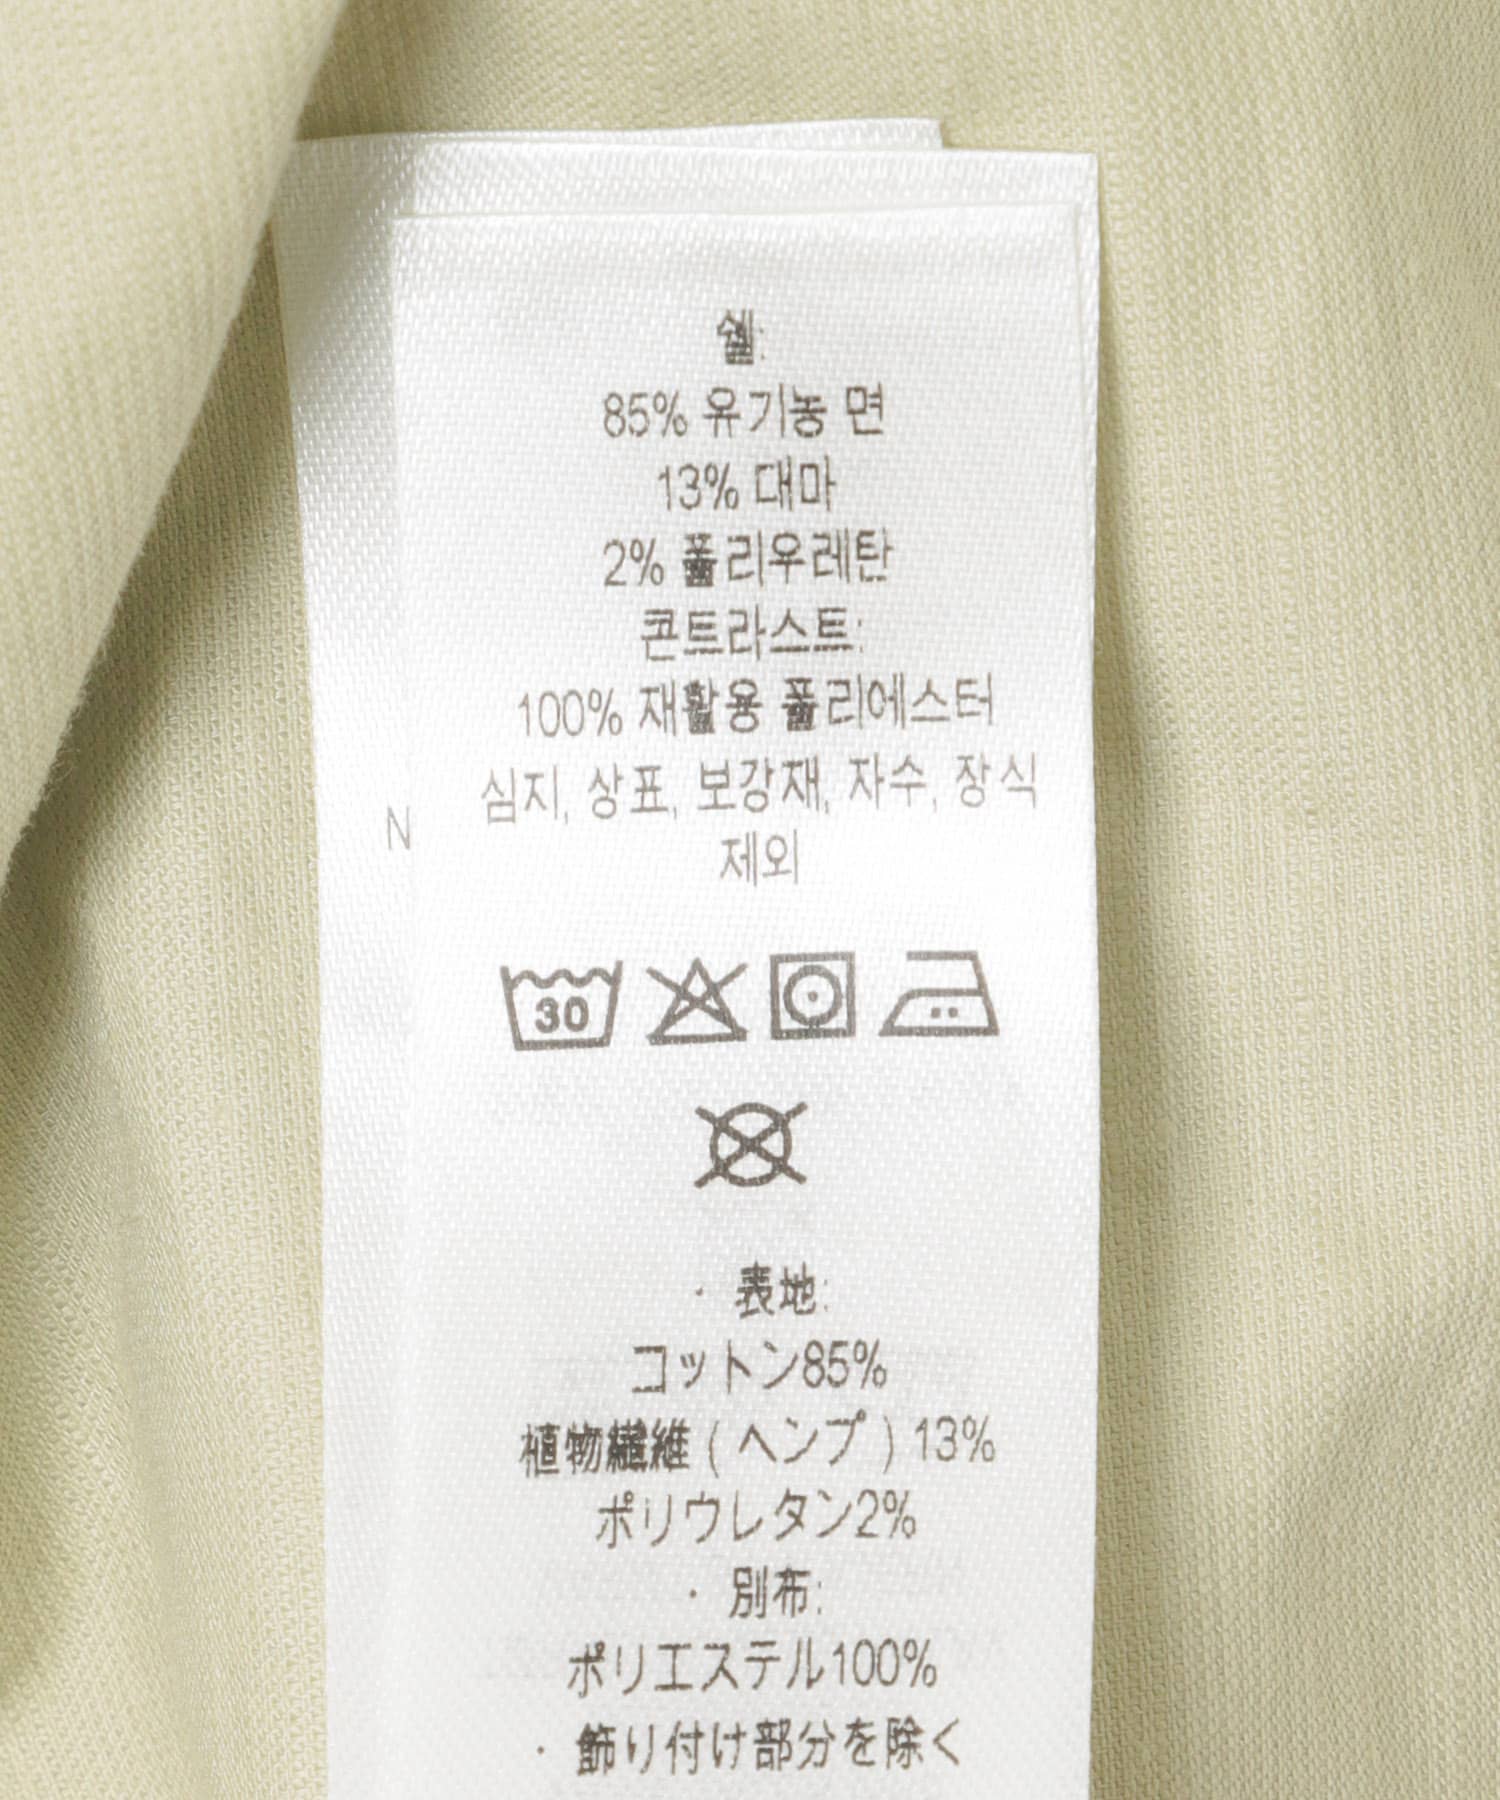 쉘:
85% 유기농 면
13% 대마
2% 폴리우레탄
콘트라스트:
100% 재활용 폴리에스터
심지, 상표, 보강재, 자수, 장식
제외
N
30
· 表地:
コットン85%
植物繊維 ( ヘンプ ) 13%
ポリウレタン2%
· 別布:
ポリエステル100%
· 飾り付け部分を除く